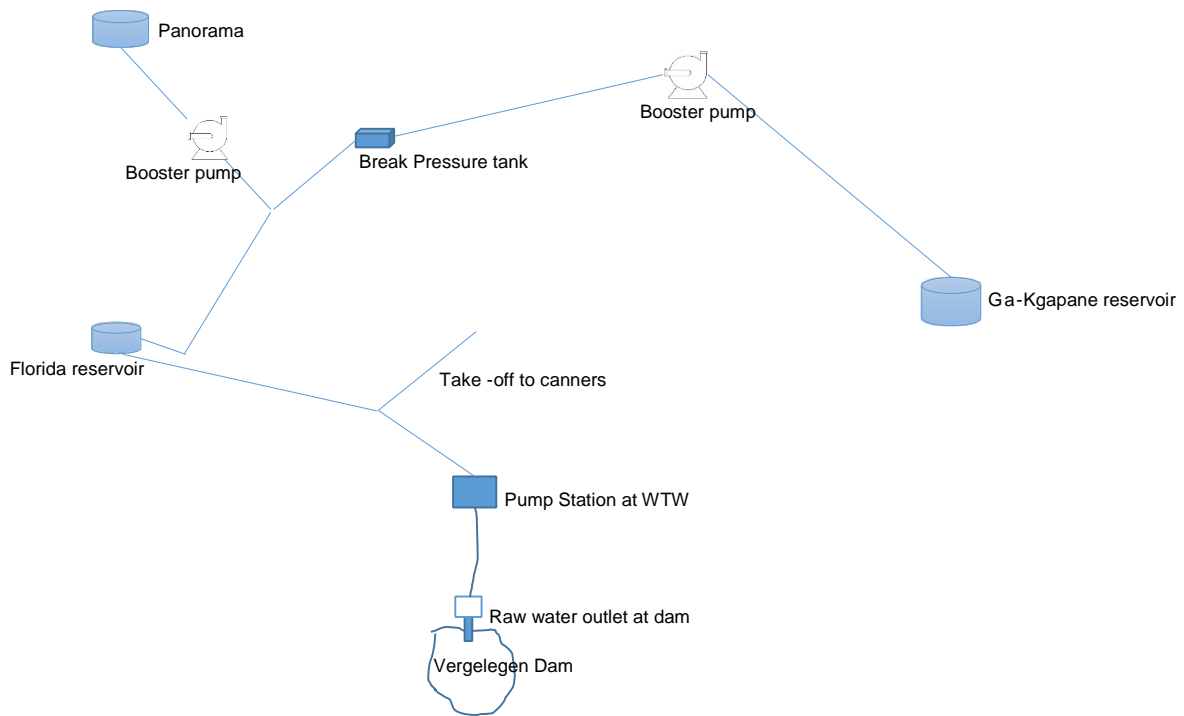 Panorama
Booster pump
Booster pump
Break Pressure tank
Ga-Kgapane reservoir
Florida reservoir
Take -off to canners
Pump Station at WTW
Raw water outlet at dam
Vergelegen Dam